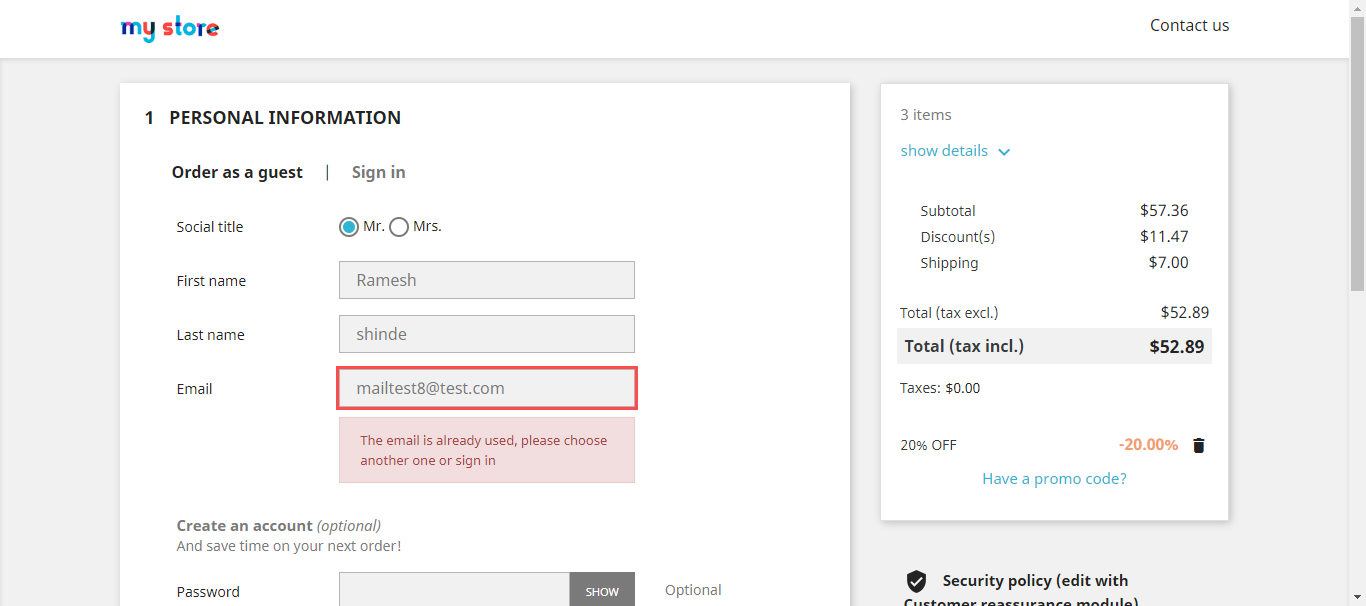 my store
Contact us
1 PERSONAL INFORMATION
Order as a guest | Sign in
Social title Mr. Mrs.
First name Ramesh
Last name shinde
Email mailtest8@test.com
The email is already used, please choose
another one or sign in
Create an account (optional)
And save time on your next order!
Password SHOW Optional
3 items
show details
Subtotal $57.36
Discount(s) $11.47
Shipping $7.00
Total (tax excl.) $52.89
Total (tax incl.) $52.89
Taxes: $0.00
20% OFF -20.00%
Have a promo code?
Security policy (edit with
Customer reassurance module)